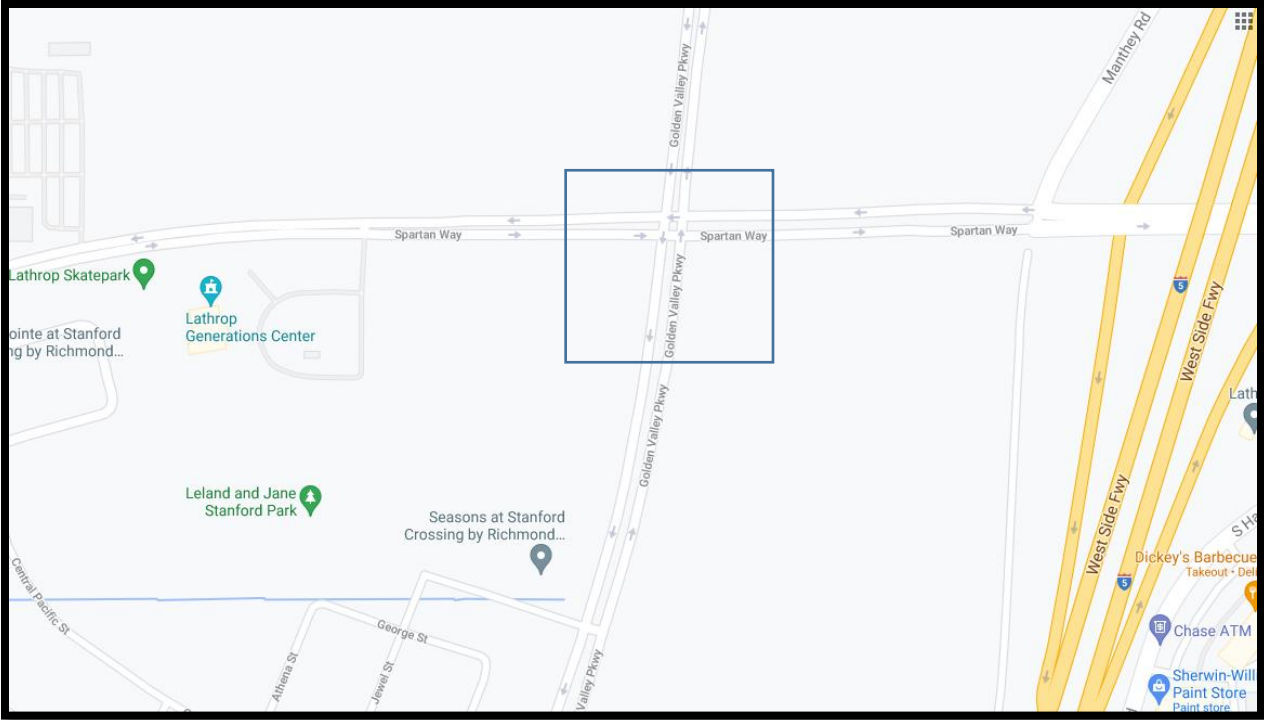 Manthey Rd
Golden Valley Pkwy
Spartan Way
Spartan Way
Spartan Way
Golden Valley Pkwy
Lathrop Skatepark
Lathrop
Generations Center
ointe at Stanford
ng by Richmond...
5
West Side Fwy
Lath
Golden Valley Pkwy
Leland and Jane
Stanford Park
Seasons at Stanford
Crossing by Richmond...
West Side Fwy
S Ha
Dickey's Barbecue
Takeout • Deli
5
Central Pacific St
George St
Athena St
Jewel St
Valley Pkwy
$
Chase ATM
Sherwin-Will
Paint Store
Paint store